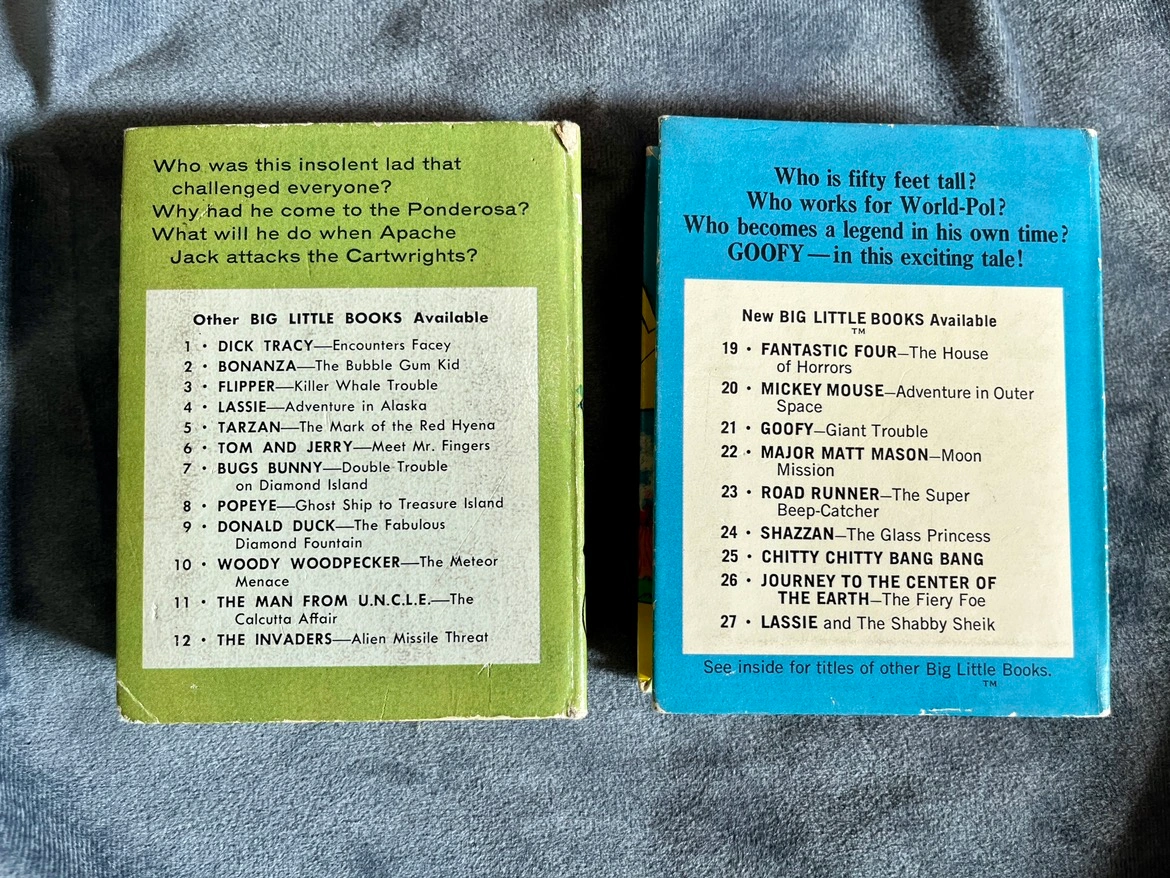 Who was this insolent lad that
challenged everyone?
Why had he come to the Ponderosa?
What will he do when Apache
Jack attacks the Cartwrights?
Other BIG LITTLE BOOKS Available
1 • DICK TRACY—Encounters Facey
2 • BONANZA—The Bubble Gum Kid
3 • FLIPPER—Killer Whale Trouble
4 • LASSIE—Adventure in Alaska
5 • TARZAN—The Mark of the Red Hyena
6 • TOM AND JERRY—Meet Mr. Fingers
7 • BUGS BUNNY—Double Trouble
on Diamond Island
8 • POPEYE—Ghost Ship to Treasure Island
9 • DONALD DUCK—The Fabulous
Diamond Fountain
10 • WOODY WOODPECKER—The Meteor
Menace
11 • THE MAN FROM U.N.C.L.E.—The
Calcutta Affair
12 • THE INVADERS—Alien Missile Threat
Who is fifty feet tall?
Who works for World-Pol?
Who becomes a legend in his own time?
GOOFY—in this exciting tale!
New BIG LITTLE BOOKS Available
TM
19 • FANTASTIC FOUR—The House
of Horrors
20 • MICKEY MOUSE—Adventure in Outer
Space
21 • GOOFY—Giant Trouble
22 • MAJOR MATT MASON—Moon
Mission
23 • ROAD RUNNER—The Super
Beep-Catcher
24 • SHAZZAN—The Glass Princess
25 • CHITTY CHITTY BANG BANG
26 • JOURNEY TO THE CENTER OF
THE EARTH—The Fiery Foe
27 • LASSIE and The Shabby Sheik
See inside for titles of other Big Little Books.
TM